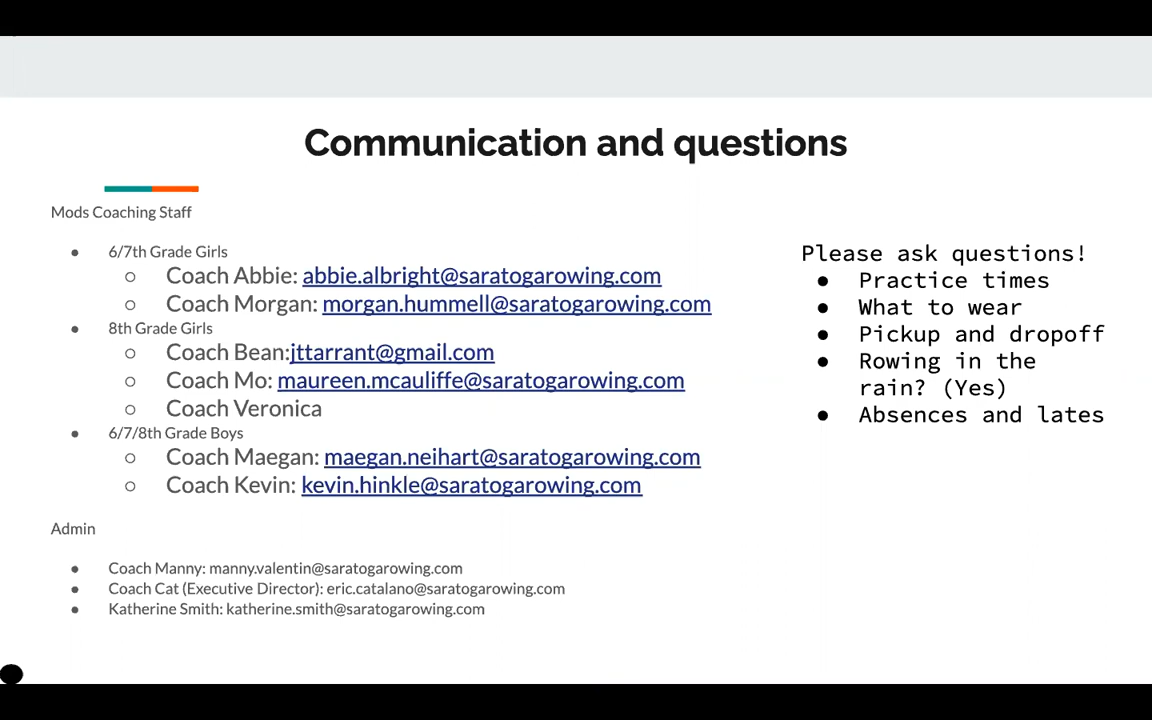 Communication and questions
Mods Coaching Staff
● 6/7th Grade Girls
○ Coach Abbie: abbie.albright@saratogarowing.com
○ Coach Morgan: morgan.hummell@saratogarowing.com
● 8th Grade Girls
○ Coach Bean:jttarrant@gmail.com
○ Coach Mo: maureen.mcauliffe@saratogarowing.com
○ Coach Veronica
● 6/7/8th Grade Boys
○ Coach Maegan: maegan.neihart@saratogarowing.com
○ Coach Kevin: kevin.hinkle@saratogarowing.com
Admin
● Coach Manny: manny.valentin@saratogarowing.com
● Coach Cat (Executive Director): eric.catalano@saratogarowing.com
● Katherine Smith: katherine.smith@saratogarowing.com
Please ask questions!
● Practice times
● What to wear
● Pickup and dropoff
● Rowing in the
rain? (Yes)
● Absences and lates